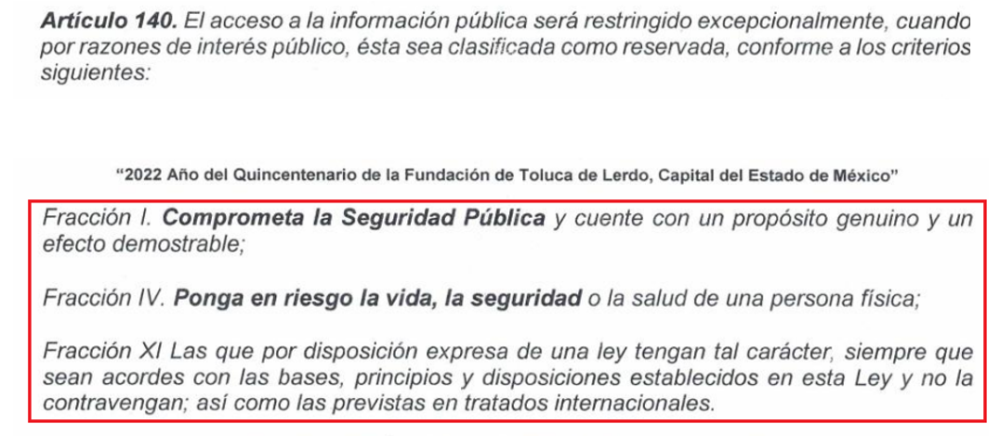 Artículo 140. El acceso a la información pública será restringido excepcionalmente, cuando
por razones de interés público, ésta sea clasificada como reservada, conforme a los criterios
siguientes:
“2022 Año del Quincentenario de la Fundación de Toluca de Lerdo, Capital del Estado de México”
Fracción I. Comprometa la Seguridad Pública y cuente con un propósito genuino y un
efecto demostrable;
Fracción IV. Ponga en riesgo la vida, la seguridad o la salud de una persona física;
Fracción XI Las que por disposición expresa de una ley tengan tal carácter, siempre que
sean acordes con las bases, principios y disposiciones establecidos en esta Ley y no la
contravengan; así como las previstas en tratados internacionales.